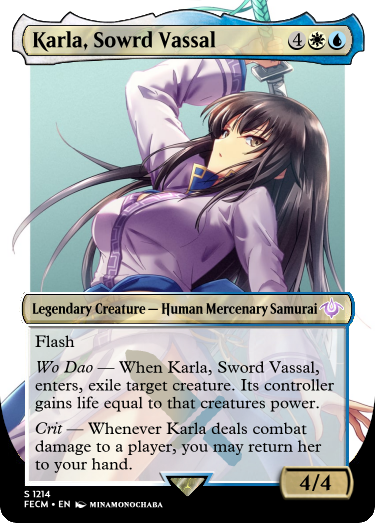 Karla, Sowrd Vassal 4
Legendary Creature — Human Mercenary Samurai
Flash
Wo Dao — When Karla, Sword Vassal,
enters, exile target creature. Its controller
gains life equal to that creatures power.
Crit — Whenever Karla deals combat
damage to a player, you may return her
to your hand.
4/4
S 1214
FECM • EN MINAMONOCHABA